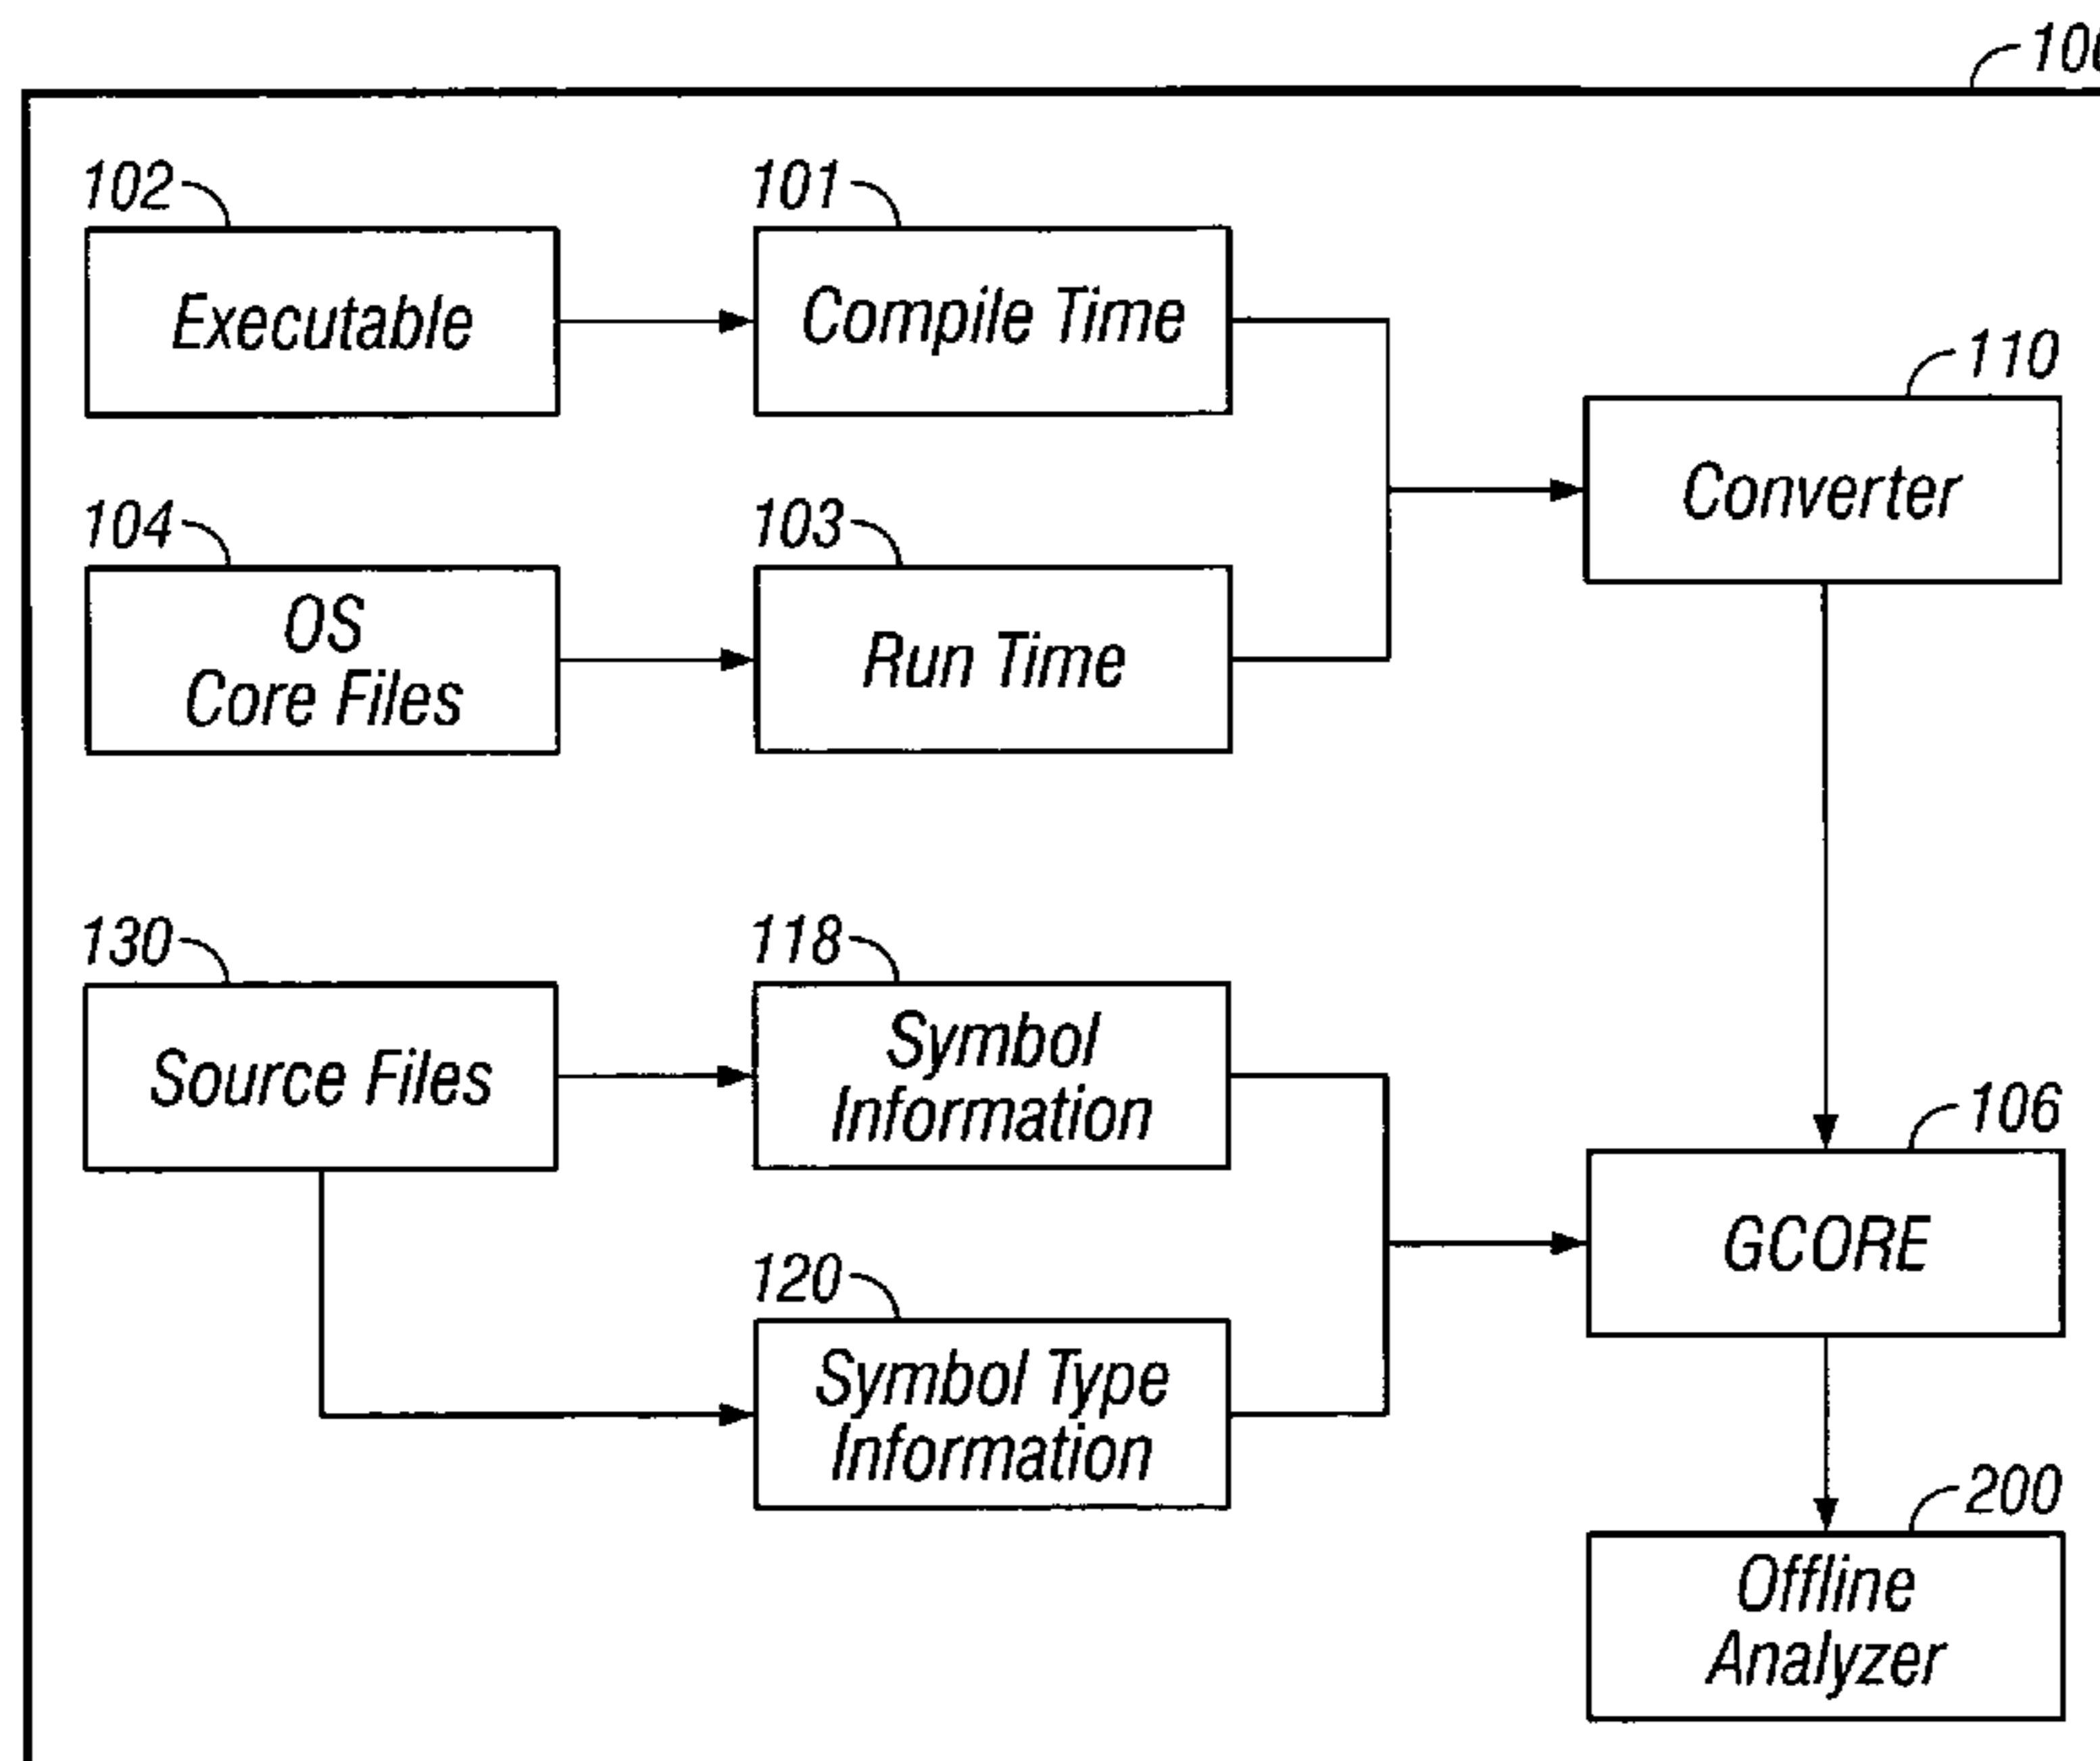 100
102
101
Executable
Compile Time
110
Converter
104
103
OS
Core Files
Run Time
130
118
Source Files
Symbol
Information
106
GCORE
120
Symbol Type
Information
200
Offline
Analyzer